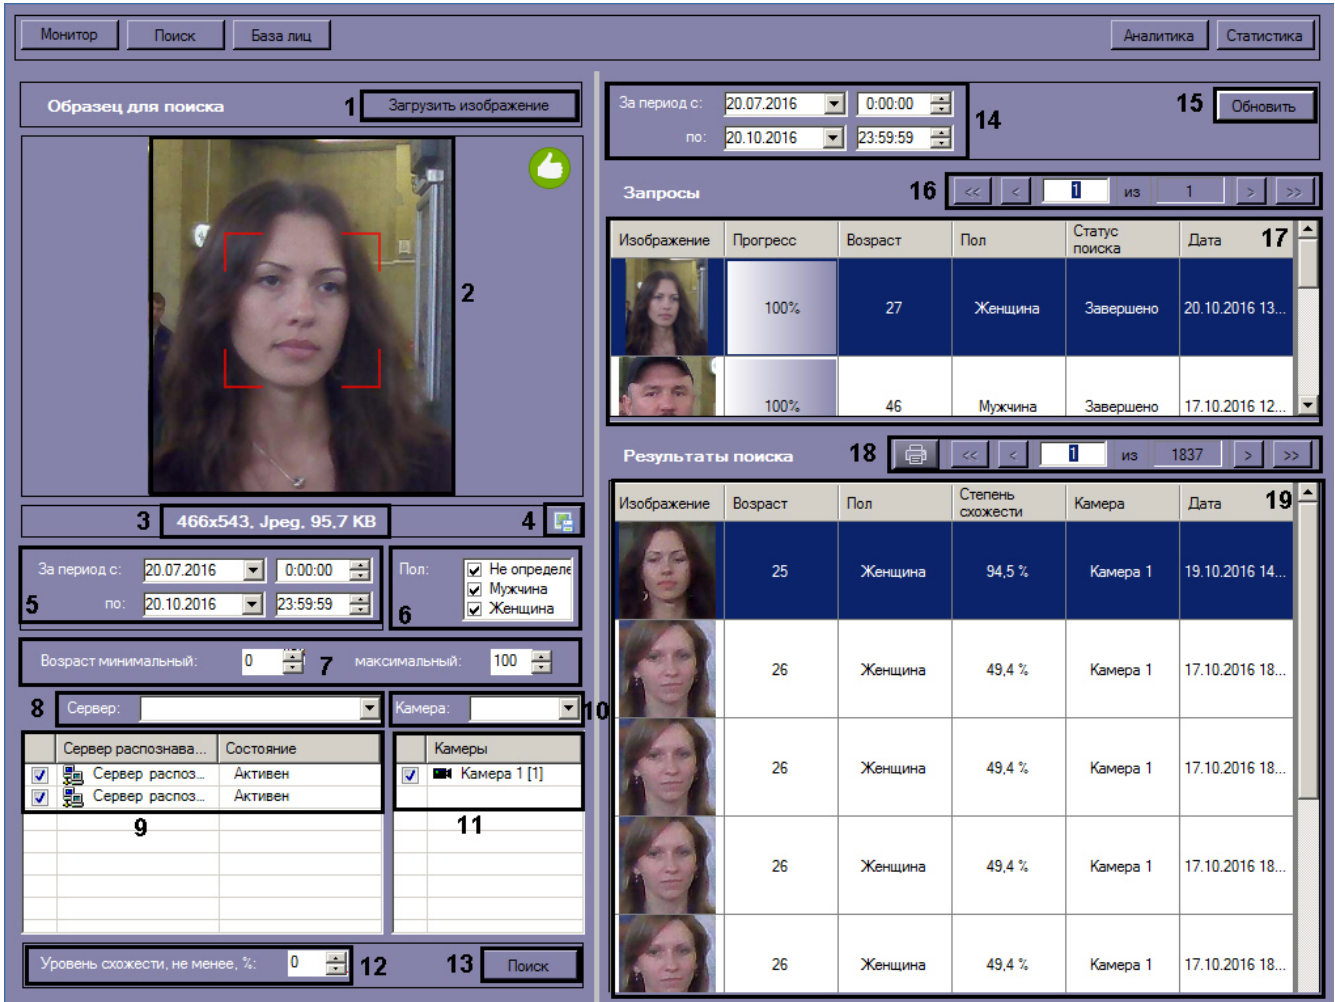 Монитор Поиск База лиц Аналитика Статистика
Образец для поиска 1 Загрузить изображение
2
3 466x543, Jpeg, 95,7 KB 4
За период с: 20.07.2016 0:00:00
5 по: 20.10.2016 23:59:59
Пол: Не определе
Мужчина
6 Женщина
Возраст минимальный: 0 7 максимальный: 100
8 Сервер: Камера: 10
Сервер распознава... Состояние
Сервер распоз... Активен
Сервер распоз... Активен
9
Камеры
Камера 1 [1]
11
Уровень схожести, не менее, %: 0 12 13 Поиск
За период с: 20.07.2016 0:00:00
по: 20.10.2016 23:59:59
14
15 Обновить
Запросы 16 << < 1 из 1 > >>
Изображение Прогресс Возраст Пол Статус поиска Дата 17
100% 27 Женщина Завершено 20.10.2016 13...
100% 46 Мужчина Завершено 17.10.2016 12...
Результаты поиска 18 << < 1 из 1837 > >>
Изображение Возраст Пол Степень схожести Камера Дата 19
25 Женщина 94,5 % Камера 1 19.10.2016 14...
26 Женщина 49,4 % Камера 1 17.10.2016 18...
26 Женщина 49,4 % Камера 1 17.10.2016 18...
26 Женщина 49,4 % Камера 1 17.10.2016 18...
26 Женщина 49,4 % Камера 1 17.10.2016 18...